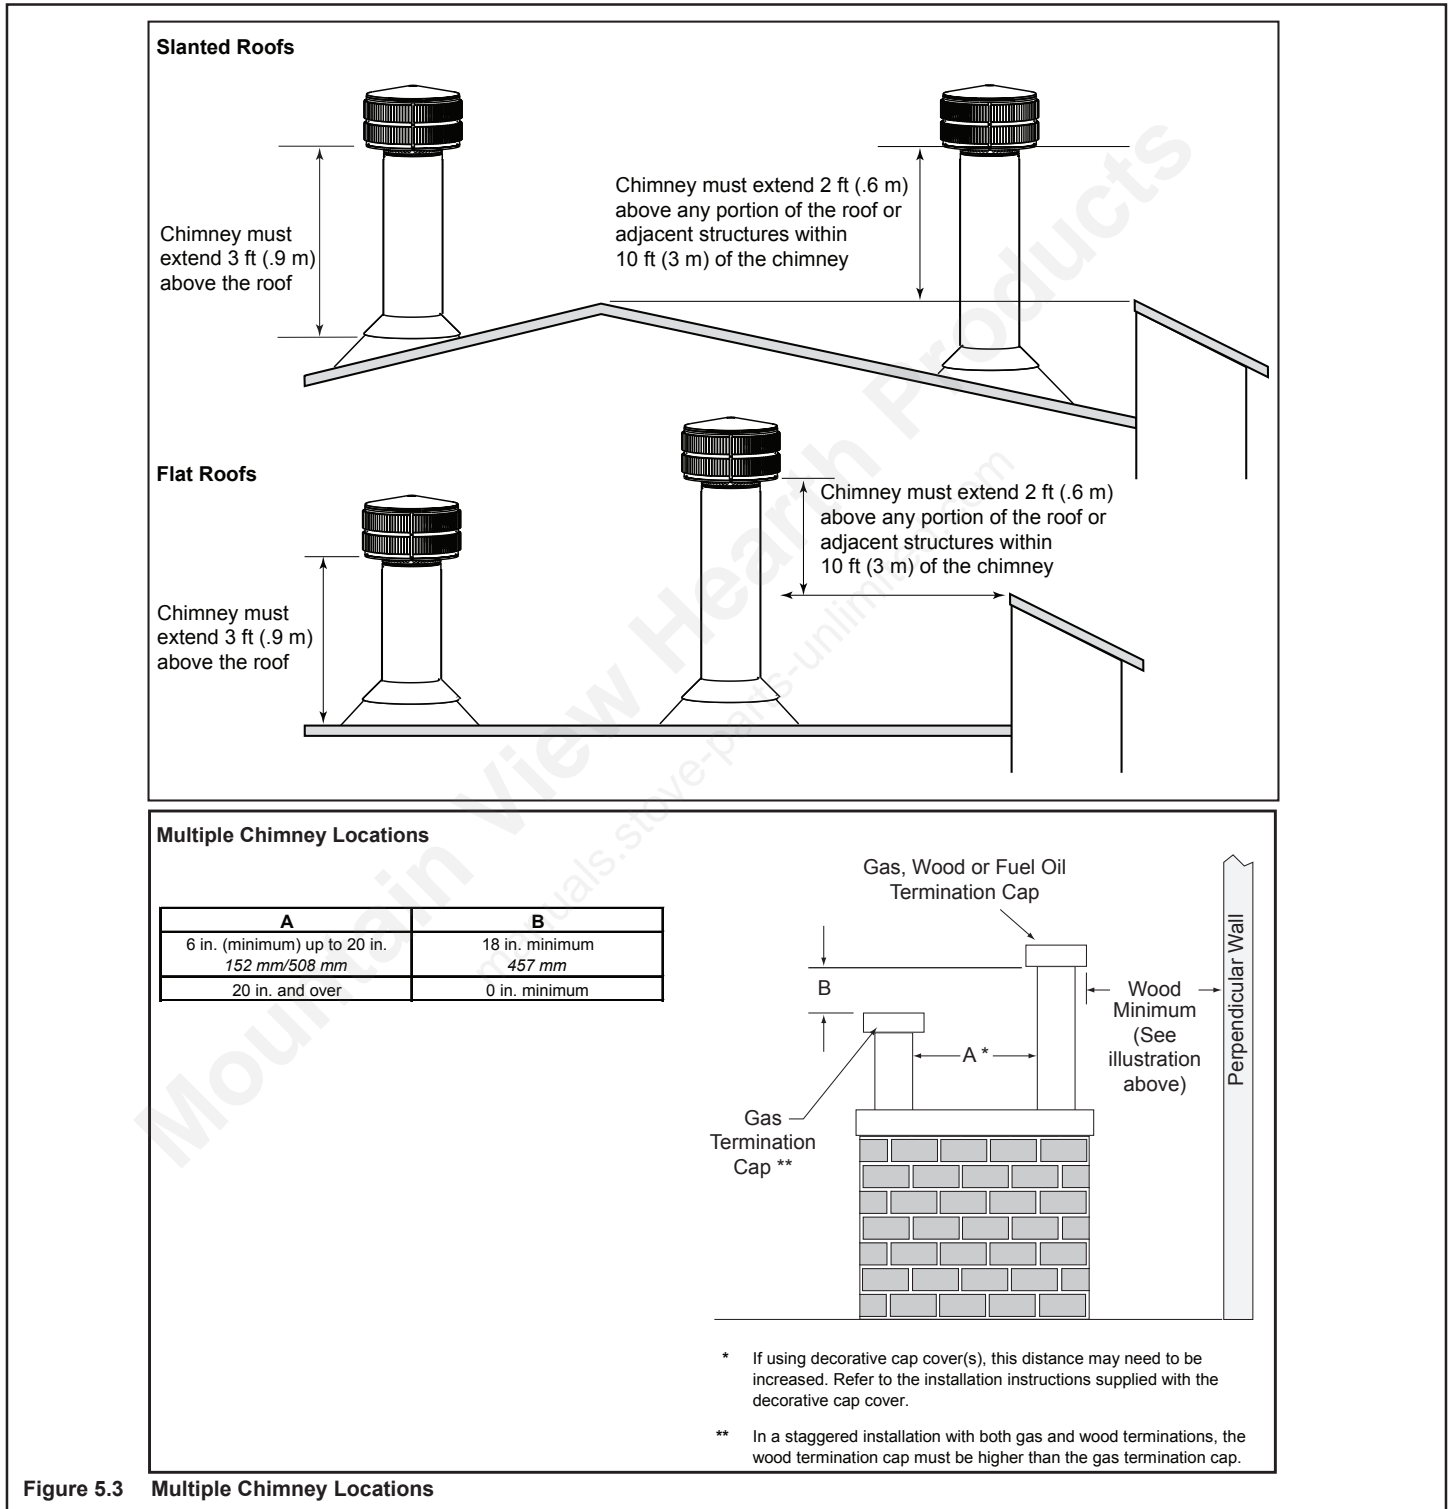 Slanted Roofs
Chimney must
extend 3 ft (.9 m)
above the roof
Chimney must extend 2 ft (.6 m)
above any portion of the roof or
adjacent structures within
10 ft (3 m) of the chimney
Flat Roofs
Chimney must
extend 3 ft (.9 m)
above the roof
Chimney must extend 2 ft (.6 m)
above any portion of the roof or
adjacent structures within
10 ft (3 m) of the chimney
Mountain View Hearth Products
manuals.stove-parts-unlimited.com
Multiple Chimney Locations
A B
6 in. (minimum) up to 20 in. 18 in. minimum
152 mm/508 mm 457 mm
20 in. and over 0 in. minimum
Gas, Wood or Fuel Oil
Termination Cap
B
A *
Wood
Minimum
(See
illustration
above)
Perpendicular Wall
Gas
Termination
Cap **
* If using decorative cap cover(s), this distance may need to be
increased. Refer to the installation instructions supplied with the
decorative cap cover.
** In a staggered installation with both gas and wood terminations, the
wood termination cap must be higher than the gas termination cap.
Figure 5.3 Multiple Chimney Locations